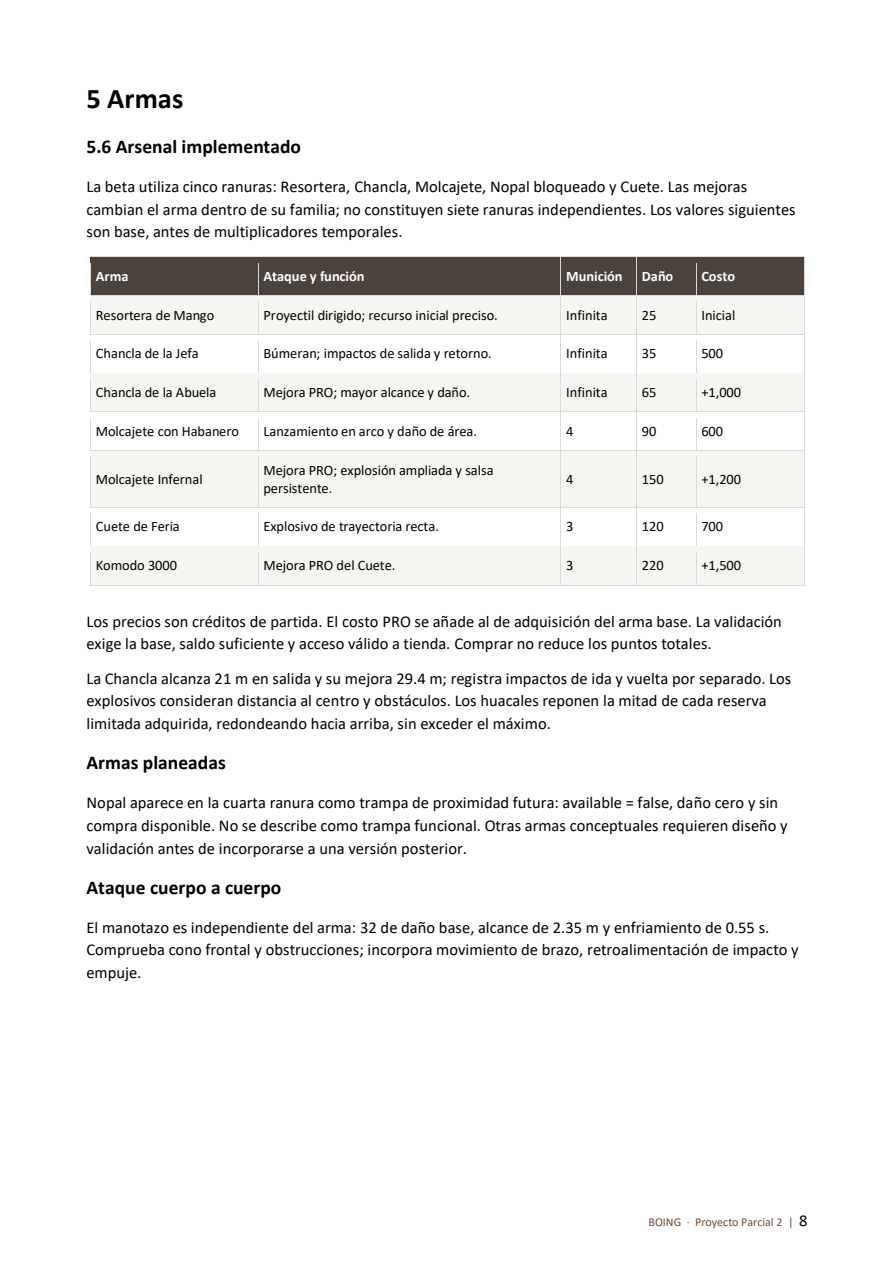 5 Armas
5.6 Arsenal implementado
La beta utiliza cinco ranuras: Resortera, Chancla, Molcajete, Nopal bloqueado y Cuete. Las mejoras
cambian el arma dentro de su familia; no constituyen siete ranuras independientes. Los valores siguientes
son base, antes de multiplicadores temporales.
Arma Ataque y función Munición Daño Costo
Resortera de Mango Proyectil dirigido; recurso inicial preciso. Infinita 25 Inicial
Chancla de la Jefa Búmeran; impactos de salida y retorno. Infinita 35 500
Chancla de la Abuela Mejora PRO; mayor alcance y daño. Infinita 65 +1,000
Molcajete con Habanero Lanzamiento en arco y daño de área. 4 90 600
Molcajete Infernal Mejora PRO; explosión ampliada y salsa
persistente. 4 150 +1,200
Cuete de Feria Explosivo de trayectoria recta. 3 120 700
Komodo 3000 Mejora PRO del Cuete. 3 220 +1,500
Los precios son créditos de partida. El costo PRO se añade al de adquisición del arma base. La validación
exige la base, saldo suficiente y acceso válido a tienda. Comprar no reduce los puntos totales.
La Chancla alcanza 21 m en salida y su mejora 29.4 m; registra impactos de ida y vuelta por separado. Los
explosivos consideran distancia al centro y obstáculos. Los huacales reponen la mitad de cada reserva
limitada adquirida, redondeando hacia arriba, sin exceder el máximo.
Armas planeadas
Nopal aparece en la cuarta ranura como trampa de proximidad futura: available = false, daño cero y sin
compra disponible. No se describe como trampa funcional. Otras armas conceptuales requieren diseño y
validación antes de incorporarse a una versión posterior.
Ataque cuerpo a cuerpo
El manotazo es independiente del arma: 32 de daño base, alcance de 2.35 m y enfriamiento de 0.55 s.
Comprueba cono frontal y obstrucciones; incorpora movimiento de brazo, retroalimentación de impacto y
empuje.
BOING · Proyecto Parcial 2 | 8